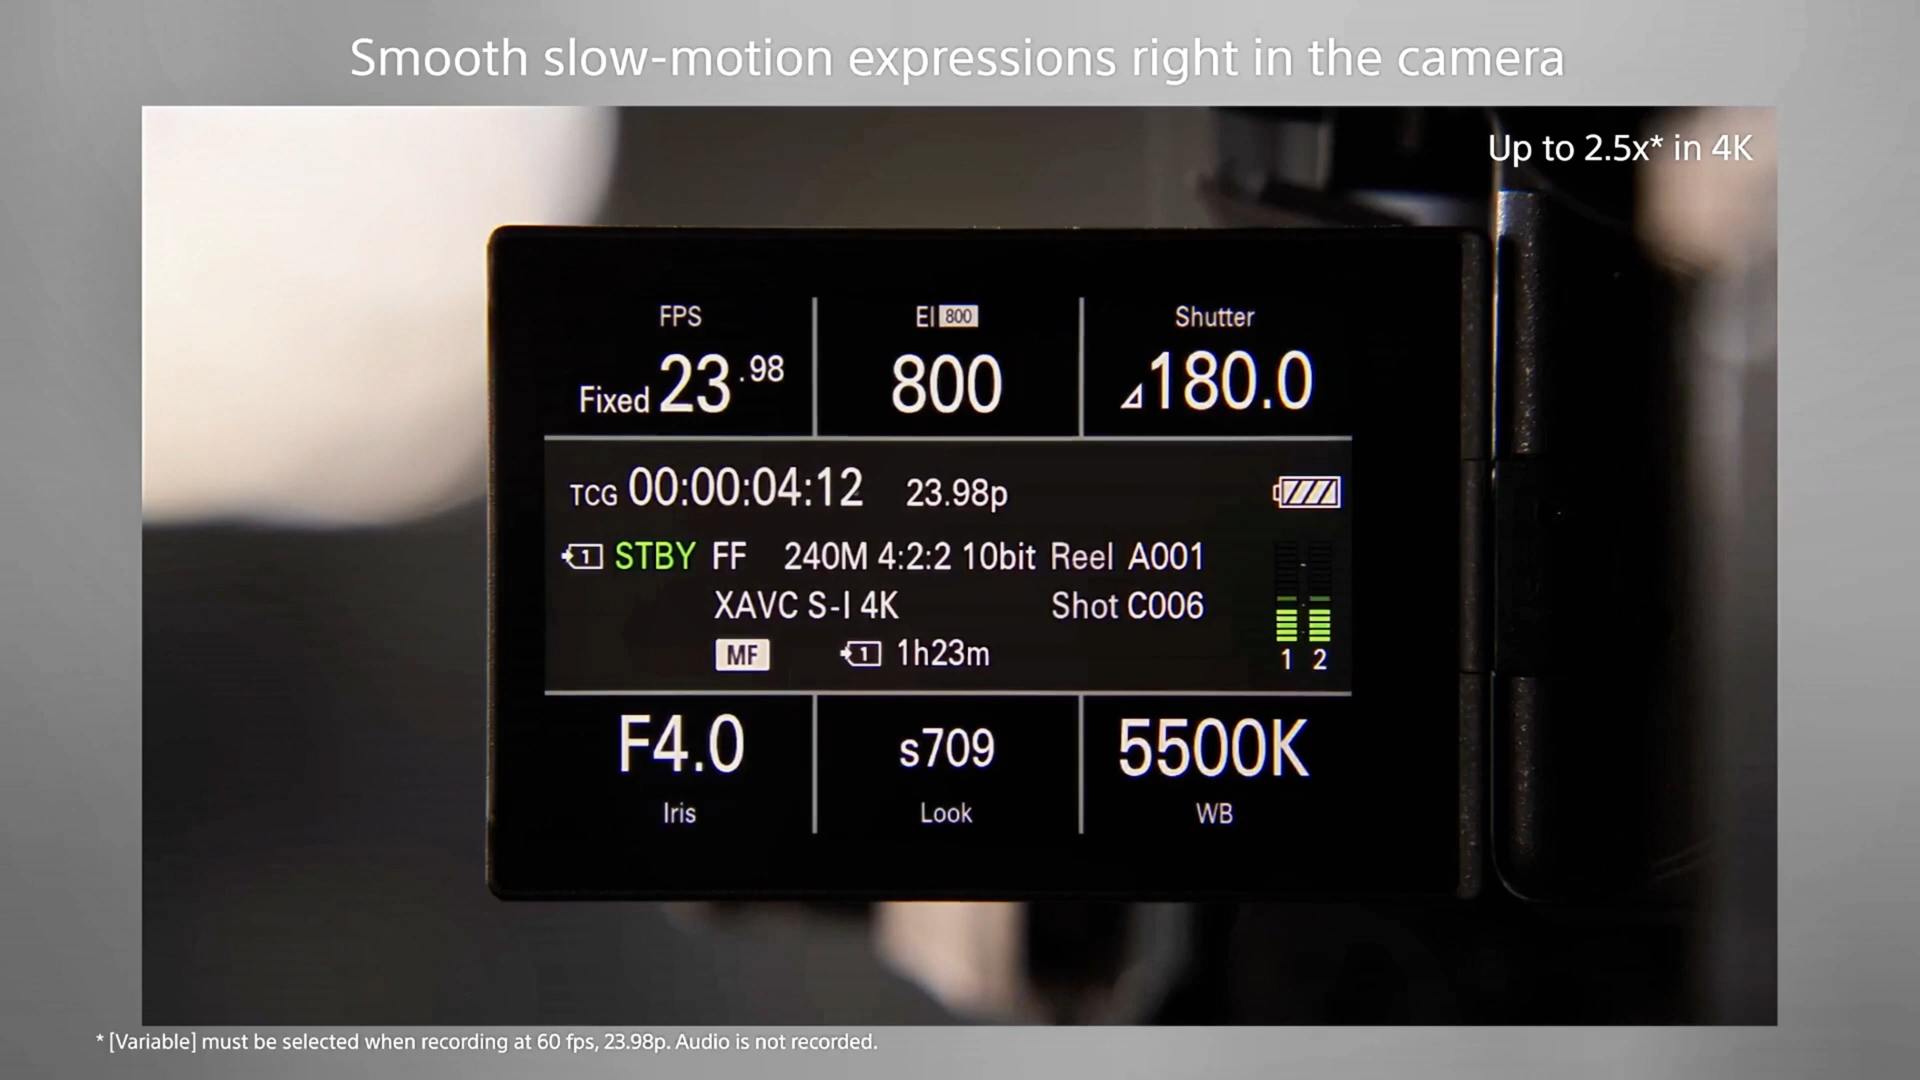 Smooth slow-motion expressions right in the camera
Up to 2.5x* in 4K
FPS
Fixed 23.98
EI 800
800
Shutter
⊿180.0
TCG 00:00:04:12 23.98p
1 STBY FF 240M 4:2:2 10bit Reel A001
XAVC S-I 4K Shot C006
MF 1 1h23m
1 2
F4.0
Iris
s709
Look
5500K
WB
* [Variable] must be selected when recording at 60 fps, 23.98p. Audio is not recorded.